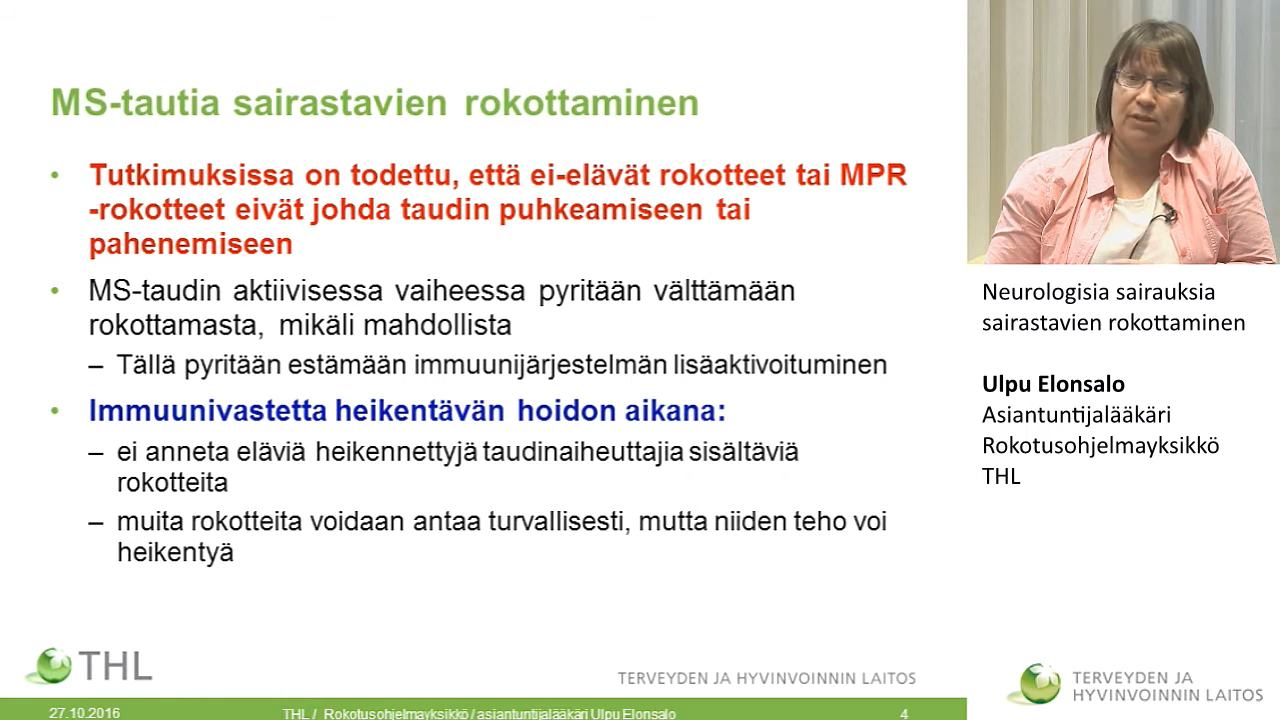 MS-tautia sairastavien rokottaminen
• Tutkimuksissa on todettu, että ei-elävät rokotteet tai MPR
-rokotteet eivät johda taudin puhkeamiseen tai
pahenemiseen
• MS-taudin aktiivisessa vaiheessa pyritään välttämään
rokottamasta, mikäli mahdollista
– Tällä pyritään estämään immuunijärjestelmän lisäaktivoituminen
• Immuunivastetta heikentävän hoidon aikana:
– ei anneta eläviä heikennettyjä taudinaiheuttajia sisältäviä
rokotteita
– muita rokotteita voidaan antaa turvallisesti, mutta niiden teho voi
heikentyä
THL
TERVEYDEN JA HYVINVOINNIN LAITOS
27.10.2016
THL / Rokotusohjelmayksikkö / asiantuntijalääkäri Ulpu Elonsalo
4
Neurologisia sairauksia
sairastavien rokottaminen
Ulpu Elonsalo
Asiantuntijalääkäri
Rokotusohjelmayksikkö
THL
TERVEYDEN JA
HYVINVOINNIN LAITOS